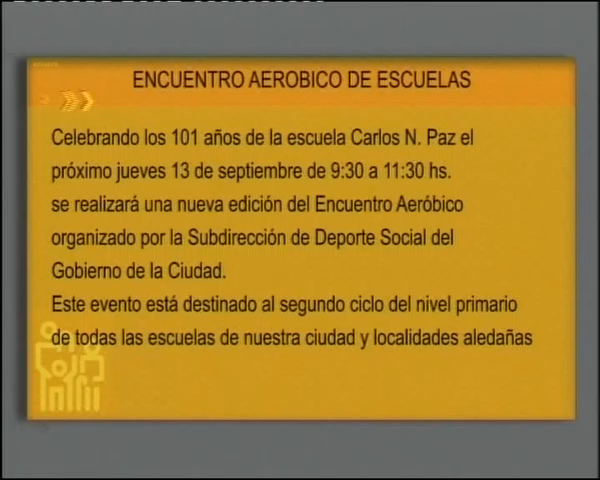 ENCUENTRO AEROBICO DE ESCUELAS
Celebrando los 101 años de la escuela Carlos N. Paz el
próximo jueves 13 de septiembre de 9:30 a 11:30 hs.
se realizará una nueva edición del Encuentro Aeróbico
organizado por la Subdirección de Deporte Social del
Gobierno de la Ciudad.
Este evento está destinado al segundo ciclo del nivel primario
de todas las escuelas de nuestra ciudad y localidades aledañas